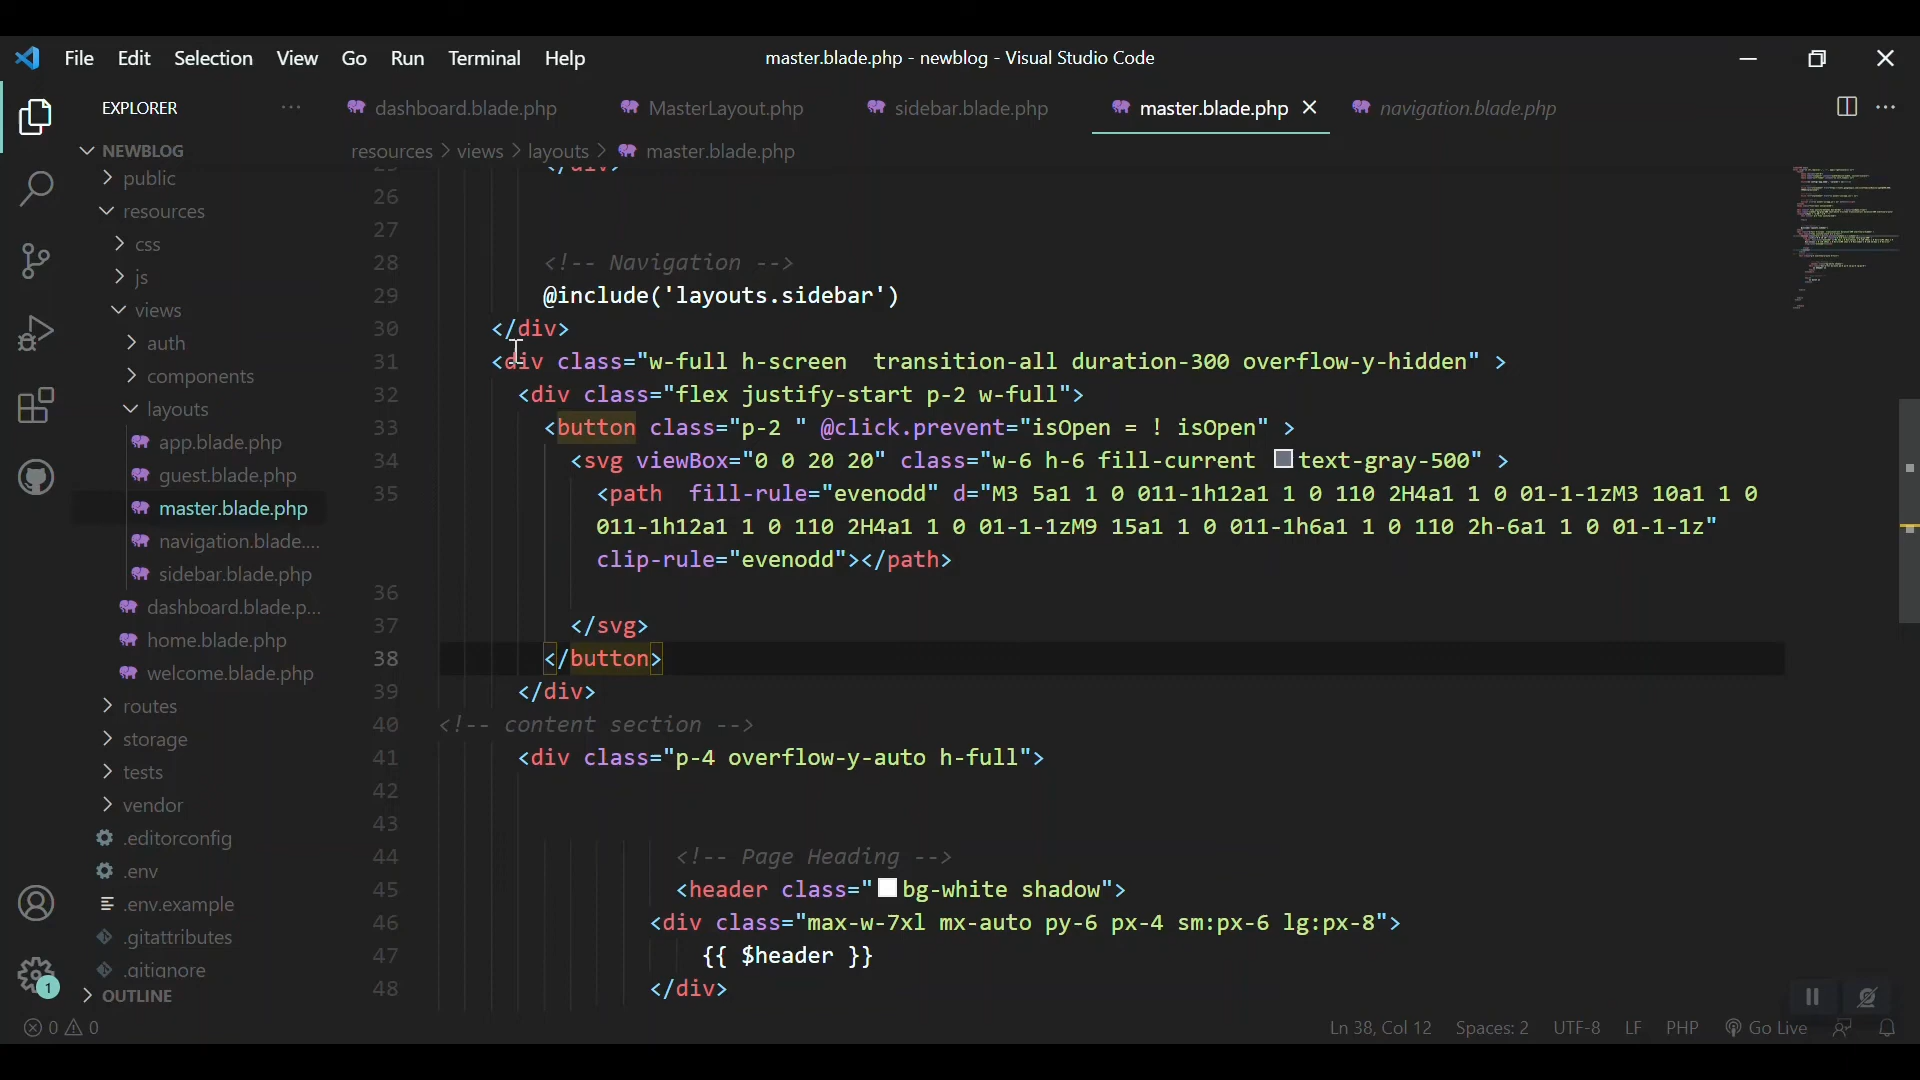 File Edit Selection View Go Run Terminal Help
master.blade.php - newblog - Visual Studio Code
EXPLORER
dashboard.blade.php MasterLayout.php sidebar.blade.php master.blade.php navigation.blade.php
NEWBLOG
resources > views > layouts > master.blade.php
public
resources
css
js
views
auth
components
layouts
app.blade.php
guest.blade.php
master.blade.php
navigation.blade....
sidebar.blade.php
dashboard.blade.p...
home.blade.php
welcome.blade.php
routes
storage
tests
vendor
.editorconfig
.env
.env.example
.gitattributes
.gitignore
OUTLINE
1
25 </div>
26
27
28 <!-- Navigation -->
29 @include('layouts.sidebar')
30 </div>
31 <div class="w-full h-screen  transition-all duration-300 overflow-y-hidden" >
32 <div class="flex justify-start p-2 w-full">
33 <button class="p-2 " @click.prevent="isOpen = ! isOpen" >
34 <svg viewBox="0 0 20 20" class="w-6 h-6 fill-current text-gray-500" >
35 <path  fill-rule="evenodd" d="M3 5a1 1 0 011-1h12a1 1 0 110 2H4a1 1 0 01-1-1zM3 10a1 1 0
011-1h12a1 1 0 110 2H4a1 1 0 01-1-1zM9 15a1 1 0 011-1h6a1 1 0 110 2h-6a1 1 0 01-1-1z"
clip-rule="evenodd"></path>
36
37 </svg>
38 </button>
39 </div>
40 <!-- content section -->
41 <div class="p-4 overflow-y-auto h-full">
42
43
44 <!-- Page Heading -->
45 <header class="bg-white shadow">
46 <div class="max-w-7xl mx-auto py-6 px-4 sm:px-6 lg:px-8">
47 {{ $header }}
48 </div>
0 0 Ln 38, Col 12 Spaces: 2 UTF-8 LF PHP Go Live